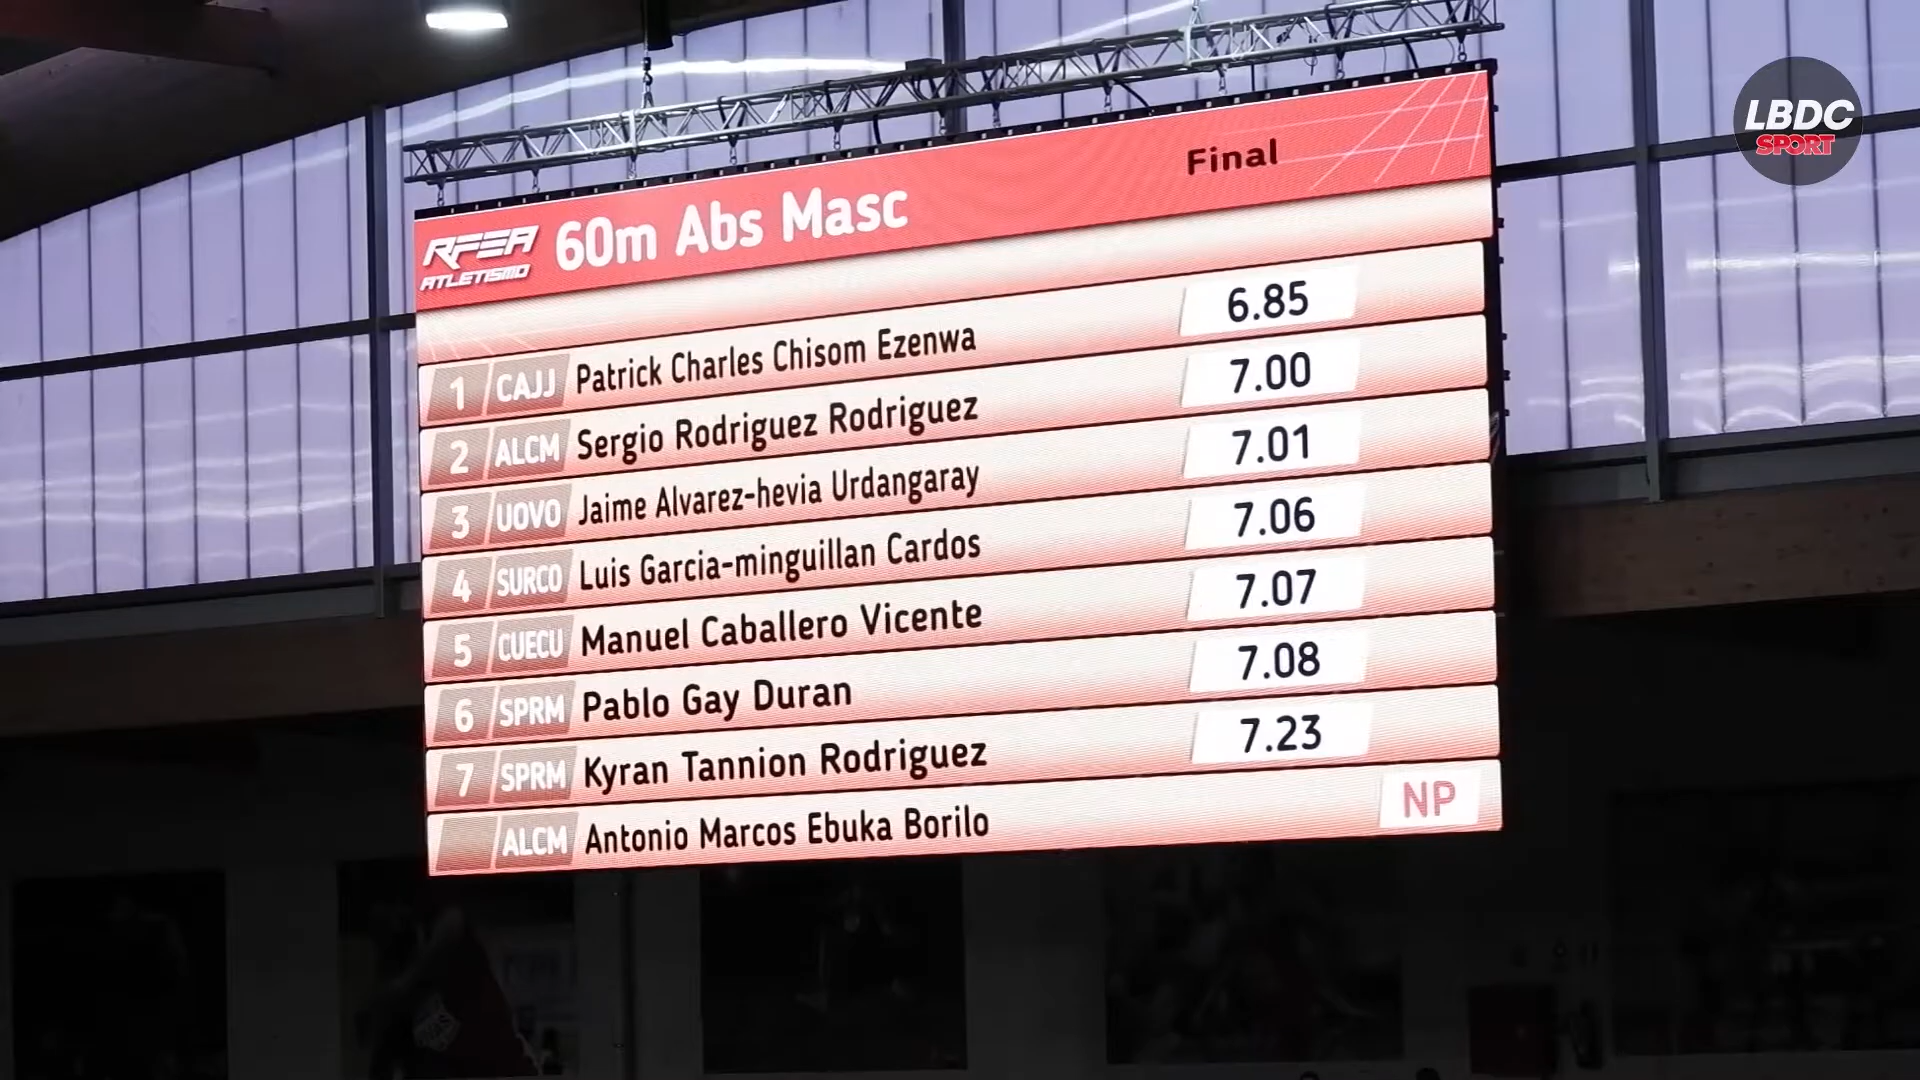 LBDC
SPORT
Final
RFEA
ATLETISMO
60m Abs Masc
1 CAJJ Patrick Charles Chisom Ezenwa 6.85
2 ALCM Sergio Rodriguez Rodriguez 7.00
3 UOVO Jaime Alvarez-hevia Urdangaray 7.01
4 SURCO Luis Garcia-minguillan Cardos 7.06
5 CUECU Manuel Caballero Vicente 7.07
6 SPRM Pablo Gay Duran 7.08
7 SPRM Kyran Tannion Rodriguez 7.23
ALCM Antonio Marcos Ebuka Borilo NP